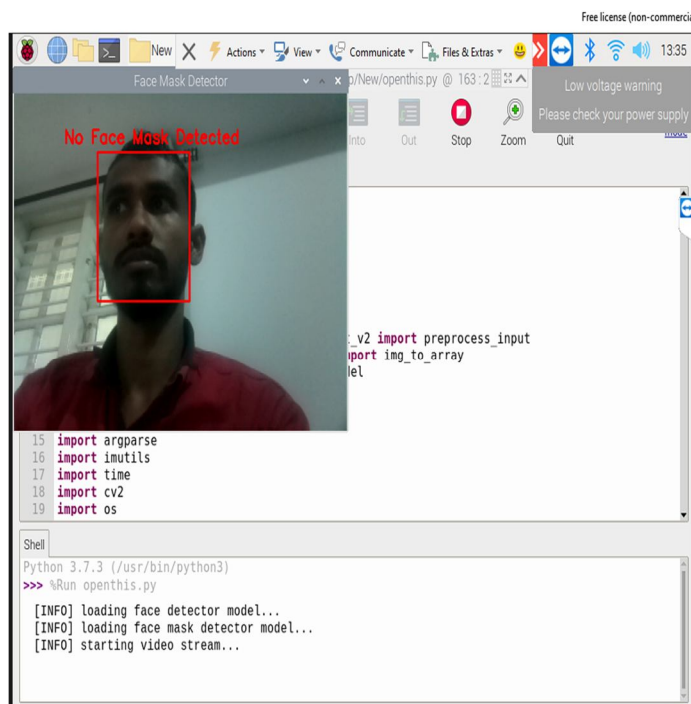 Free license (non-commercia
New Actions View Communicate Files & Extras 13:35
Face Mask Detector
p/New/openthis.py @ 163 : 2
Low voltage warning
Please check your power supply
Into Out Stop Zoom Quit
mode
No Face Mask Detected
_v2 import preprocess_input
port img_to_array
del
15 import argparse
16 import imutils
17 import time
18 import cv2
19 import os
Shell
Python 3.7.3 (/usr/bin/python3)
>>> %Run openthis.py
[INFO] loading face detector model...
[INFO] loading face mask detector model...
[INFO] starting video stream...